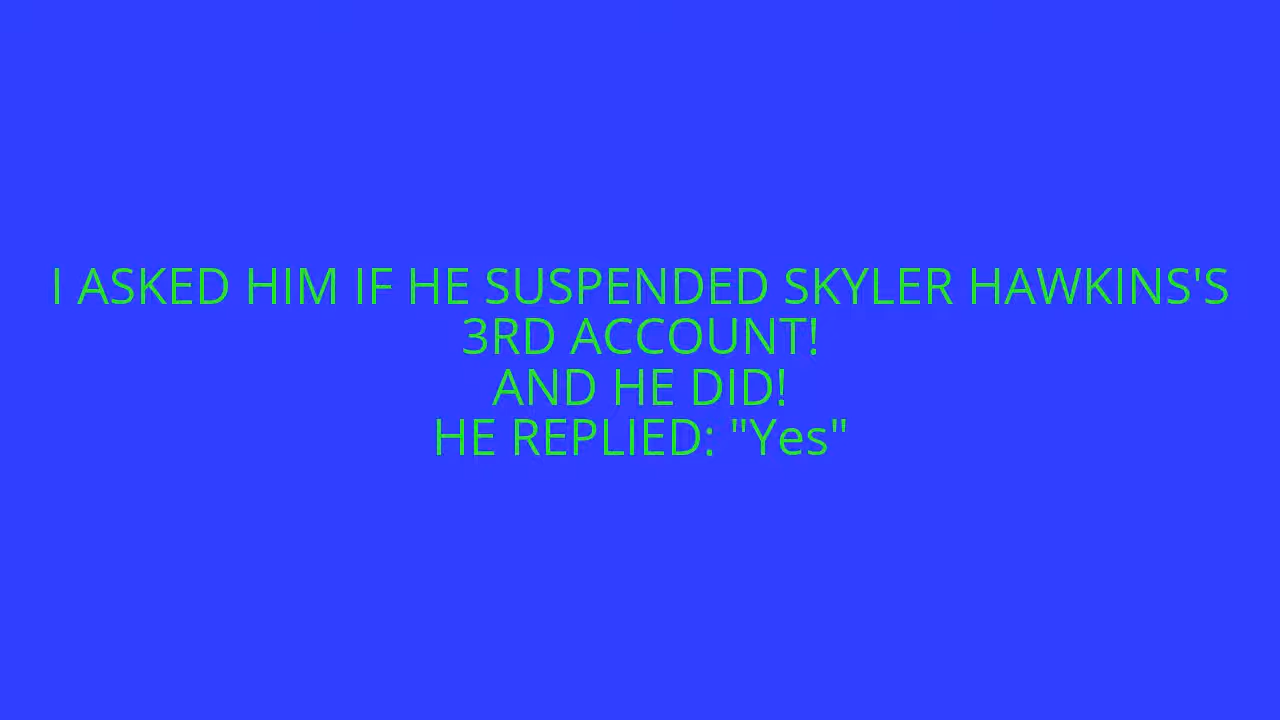 I ASKED HIM IF HE SUSPENDED SKYLER HAWKINS'S
3RD ACCOUNT!
AND HE DID!
HE REPLIED: "Yes"